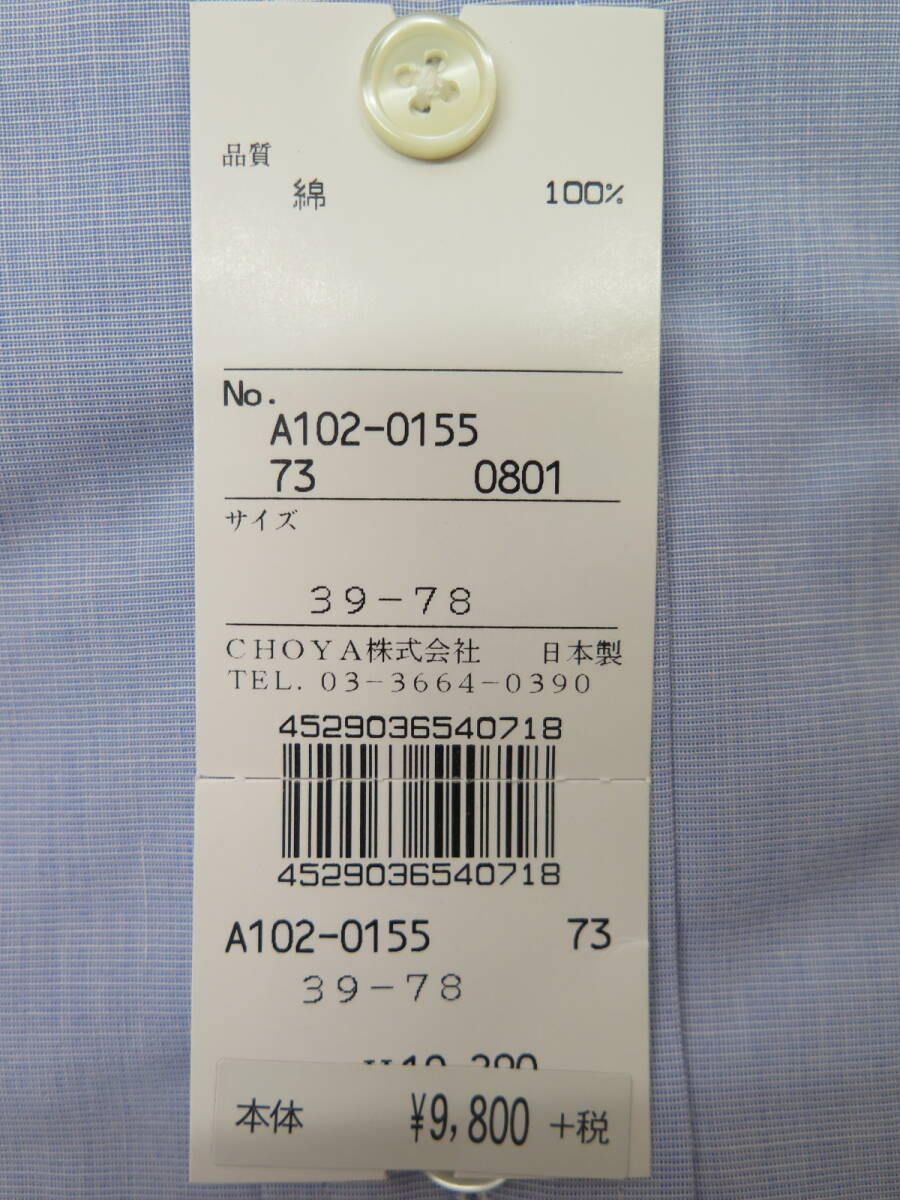 品質
綿 100%
No.
A102-0155
73 0801
サイズ
39-78
CHOYA株式会社 日本製
TEL. 03-3664-0390
4529036540718
4529036540718
A102-0155 73
39-78
本体 ¥9,800 +税